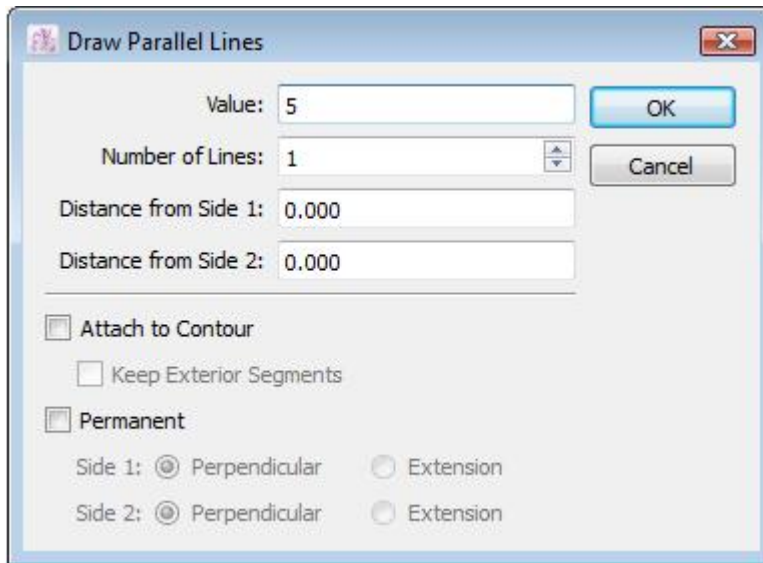 Draw Parallel Lines
Value: 5
OK
Number of Lines: 1
Cancel
Distance from Side 1: 0.000
Distance from Side 2: 0.000
Attach to Contour
Keep Exterior Segments
Permanent
Side 1: Perpendicular Extension
Side 2: Perpendicular Extension